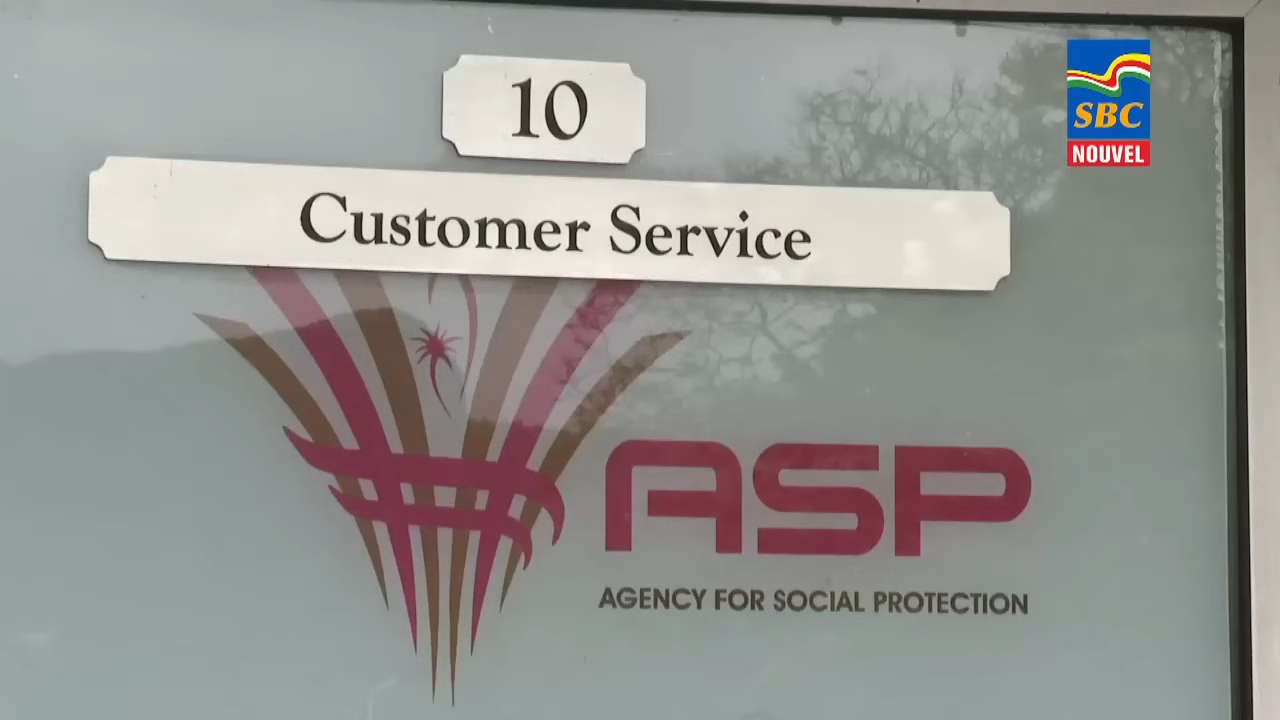 10
Customer Service
SBC
NOUVEL
ASP
AGENCY FOR SOCIAL PROTECTION